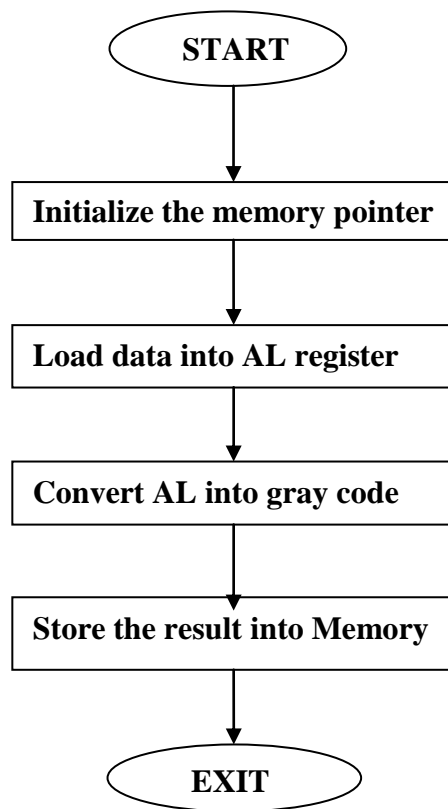 START
Initialize the memory pointer
Load data into AL register
Convert AL into gray code
Store the result into Memory
EXIT